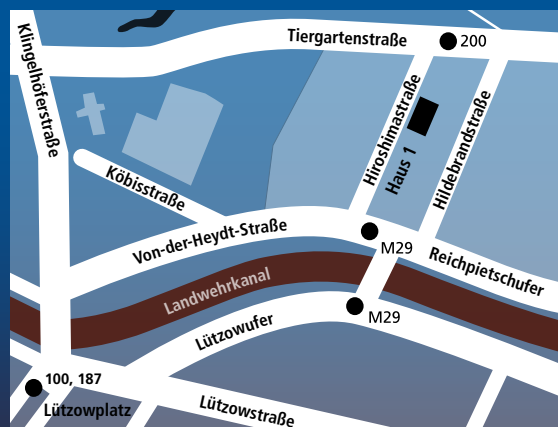 Klingelhöferstraße
Tiergartenstraße
200
Hiroshimastraße
Haus 1
Hildebrandstraße
Köbisstraße
Von-der-Heydt-Straße
M29
Reichpietschufer
Landwehrkanal
M29
Lützowufer
100, 187
Lützowplatz
Lützowstraße